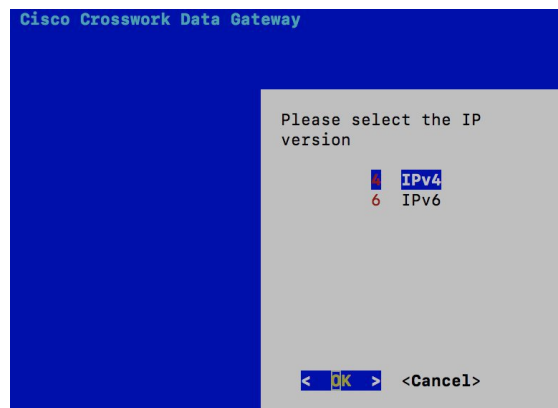 Cisco Crosswork Data Gateway
Please select the IP
version
4 IPv4
6 IPv6
< OK > <Cancel>